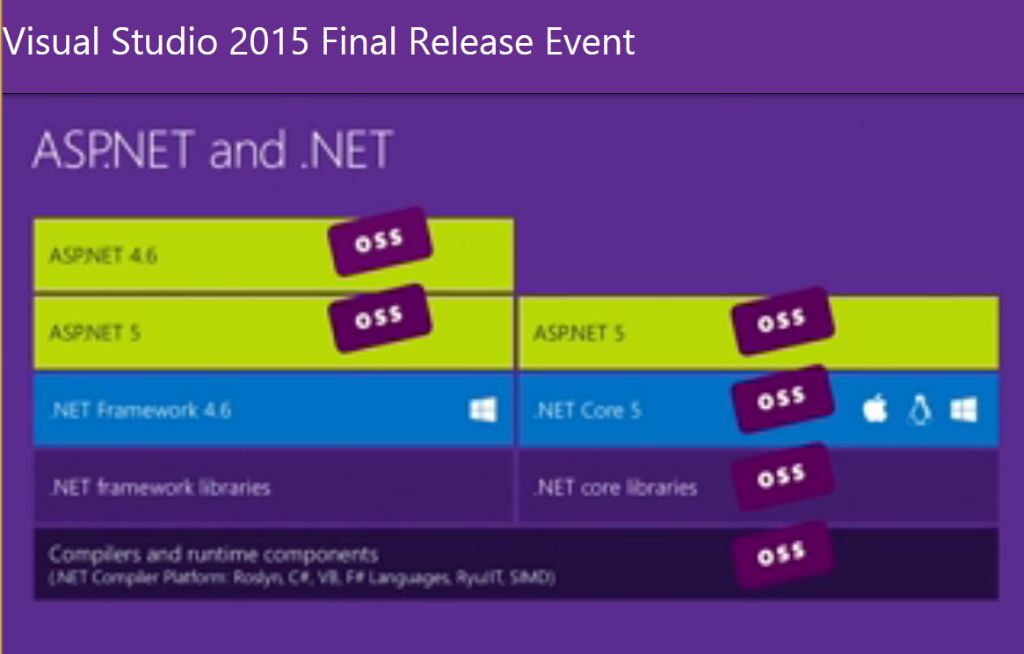 Visual Studio 2015 Final Release Event
ASP.NET and .NET
ASP.NET 4.6
OSS
ASP.NET 5
OSS
ASP.NET 5
OSS
.NET Framework 4.6
.NET Core 5
OSS
.NET framework libraries
.NET core libraries
OSS
Compilers and runtime components
OSS
(.NET Compiler Platform: Roslyn, C#, VB, F# Languages, RyuJIT, SIMD)